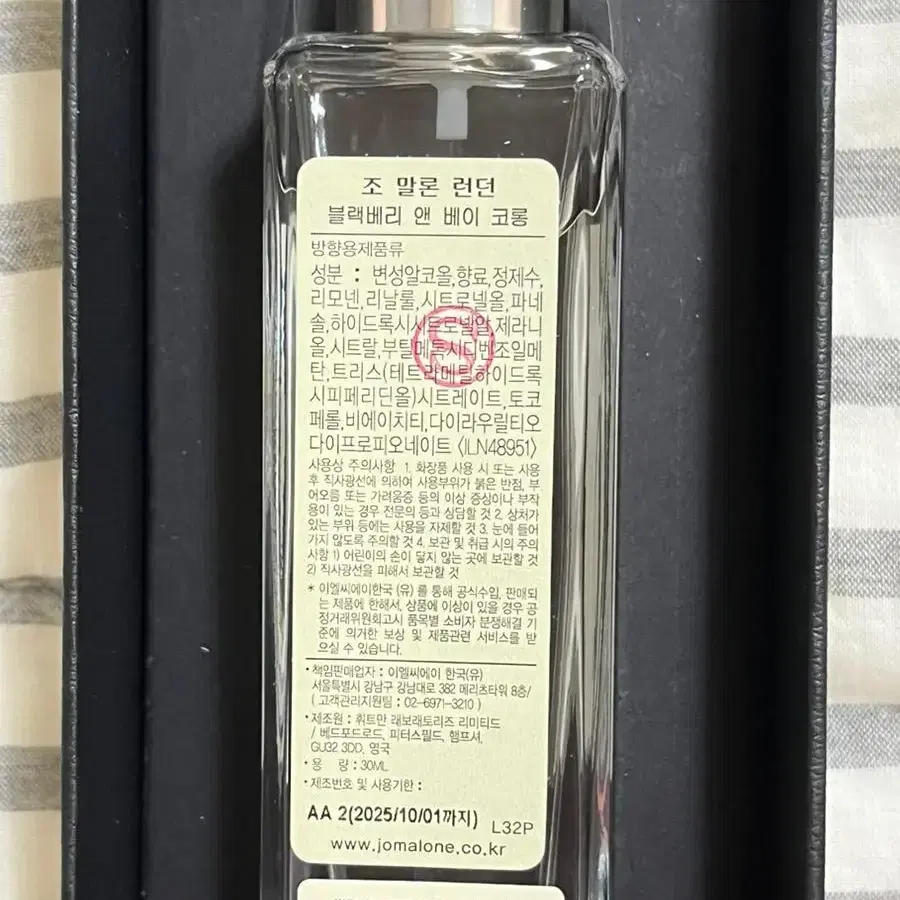 조 말론 런던
블랙베리 앤 베이 코롱
방향용제품류
성분 : 변성알코올,향료,정제수,
리모넨,리날룰,시트로넬올,파네
솔,하이드록시시트로넬알,제라니
올,시트랄,부틸메톡시디벤조일메
탄,트리스(테트라메틸하이드록
시피페리딘올)시트레이트,토코
페롤,비에이치티,다이라우릴티오
다이프로피오네이트 <ILN48951>
사용상 주의사항 1. 화장품 사용 시 또는 사용
후 직사광선에 의하여 사용부위가 붉은 반점, 부
어오름 또는 가려움증 등의 이상 증상이나 부작
용이 있는 경우 전문의 등과 상담할 것 2. 상처가
있는 부위 등에는 사용을 자제할 것 3. 눈에 들어
가지 않도록 주의할 것 4. 보관 및 취급 시의 주의
사항 1) 어린이의 손이 닿지 않는 곳에 보관할 것
2) 직사광선을 피해서 보관할 것
* 이엘씨에이한국 (유) 를 통해 공식수입, 판매되
는 제품에 한해서, 상품에 이상이 있을 경우 공
정거래위원회고시 품목별 소비자 분쟁해결 기
준에 의거한 보상 및 제품관련 서비스를 받
으실 수 있습니다.
• 책임판매업자 : 이엘씨에이 한국(유)
서울특별시 강남구 강남대로 382 메리츠타워 8층/
( 고객관리지원팀 : 02-6971-3210 )
• 제조원 : 휘트만 래보래토리즈 리미티드
/ 베드포드로드, 피터스필드, 햄프셔,
GU32 3DD, 영국
• 용 량 : 30ML
• 제조번호 및 사용기한 :
AA 2(2025/10/01까지)
L32P
www.jomalone.co.kr